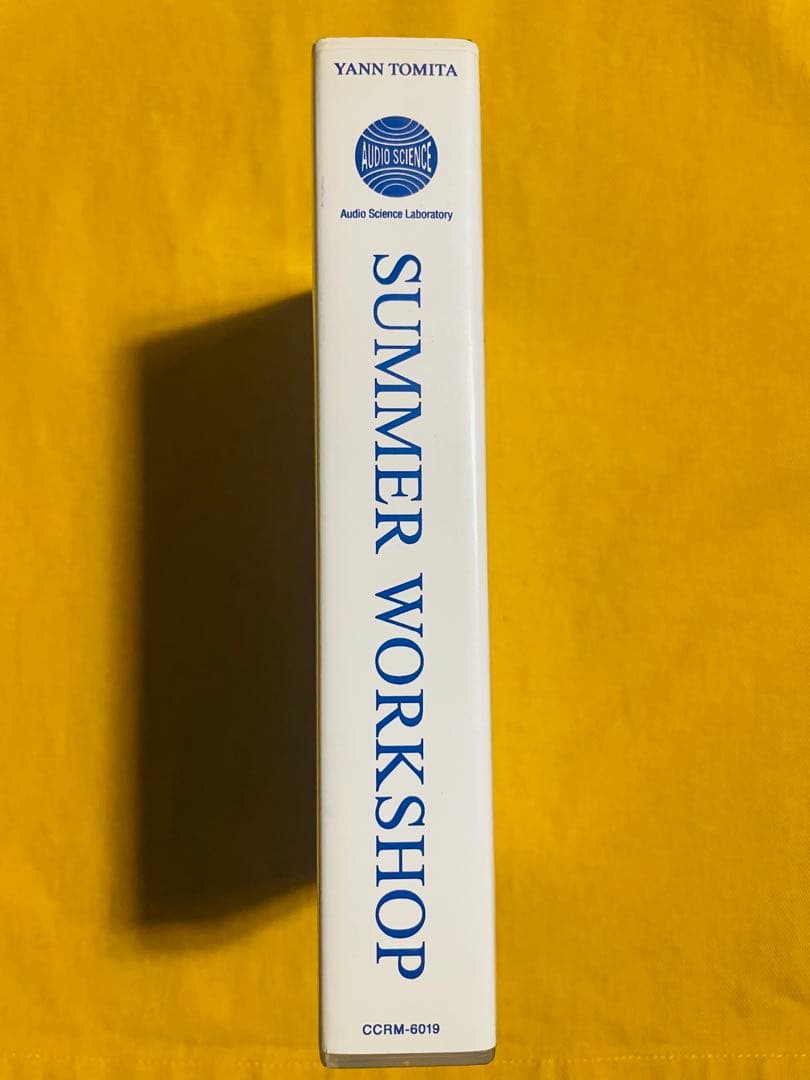 YANN TOMITA
AUDIO SCIENCE
Audio Science Laboratory
SUMMER WORKSHOP
CCRM-6019